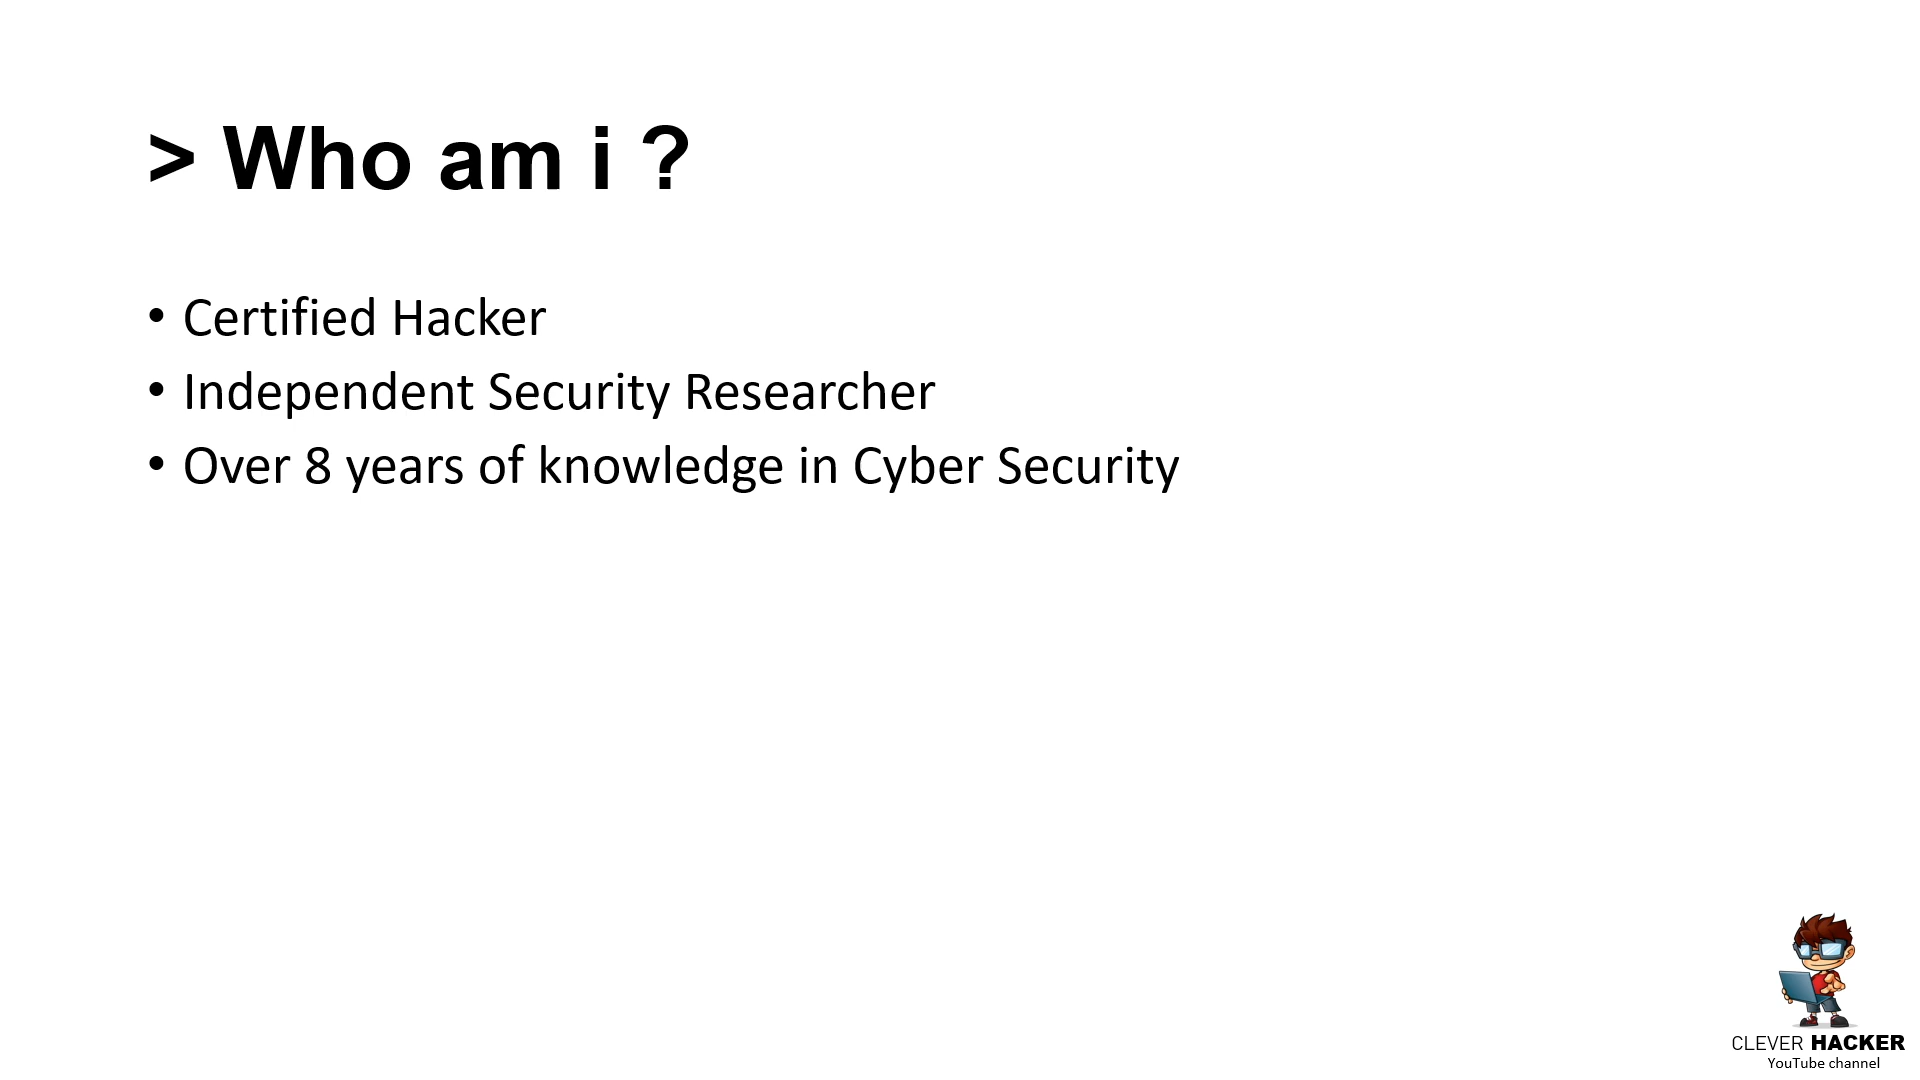 > Who am i ?
• Certified Hacker
• Independent Security Researcher
• Over 8 years of knowledge in Cyber Security
CLEVER HACKER
YouTube channel